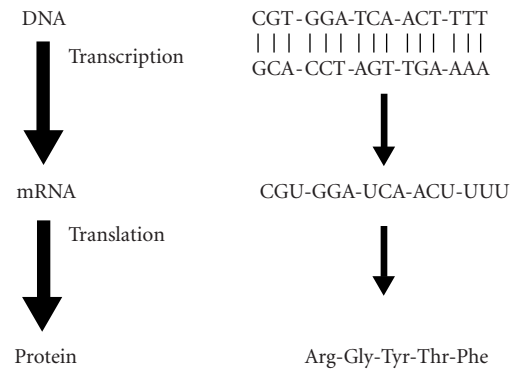 DNA CGT-GGA-TCA-ACT-TTT
GCA-CCT-AGT-TGA-AAA
Transcription
mRNA CGU-GGA-UCA-ACU-UUU
Translation
Protein Arg-Gly-Tyr-Thr-Phe